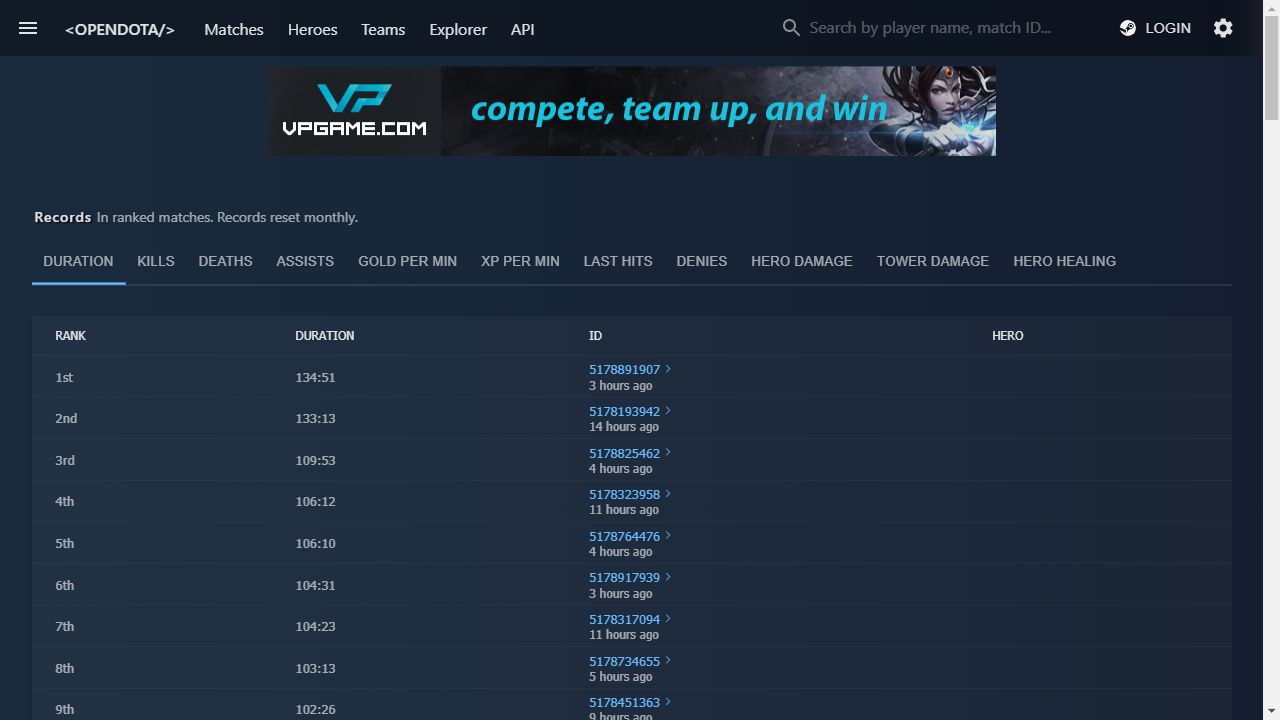 <OPENDOTA/> Matches Heroes Teams Explorer API Search by player name, match ID... LOGIN
VP
VPGAME.COM
compete, team up, and win
Records In ranked matches. Records reset monthly.
DURATION KILLS DEATHS ASSISTS GOLD PER MIN XP PER MIN LAST HITS DENIES HERO DAMAGE TOWER DAMAGE HERO HEALING
RANK DURATION ID HERO
1st 134:51 5178891907
3 hours ago
2nd 133:13 5178193942
14 hours ago
3rd 109:53 5178825462
4 hours ago
4th 106:12 5178323958
11 hours ago
5th 106:10 5178764476
4 hours ago
6th 104:31 5178917939
3 hours ago
7th 104:23 5178317094
11 hours ago
8th 103:13 5178734655
5 hours ago
9th 102:26 5178451363
9 hours ago